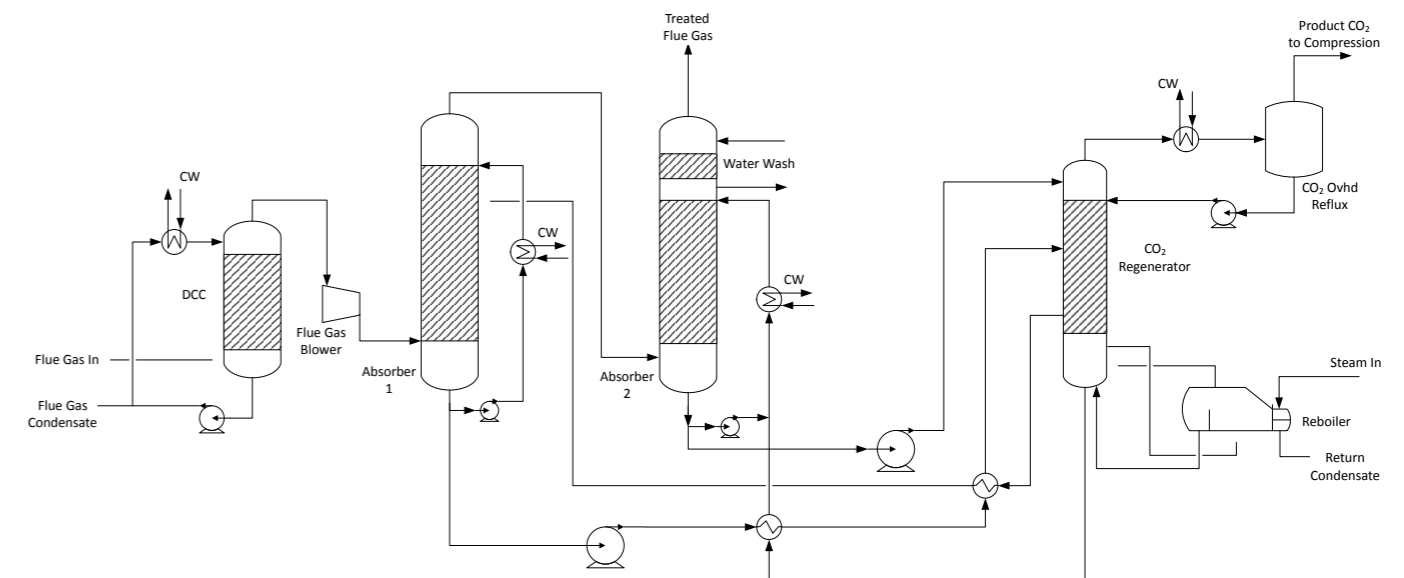 Treated
Flue Gas
Product CO₂
to Compression
CW
CW
Water Wash
CO₂ Ovhd
Reflux
CW
CO₂
Regenerator
DCC
CW
Flue Gas
Blower
Flue Gas In
Absorber
1
Absorber
2
Steam In
Flue Gas
Condensate
Reboiler
Return
Condensate